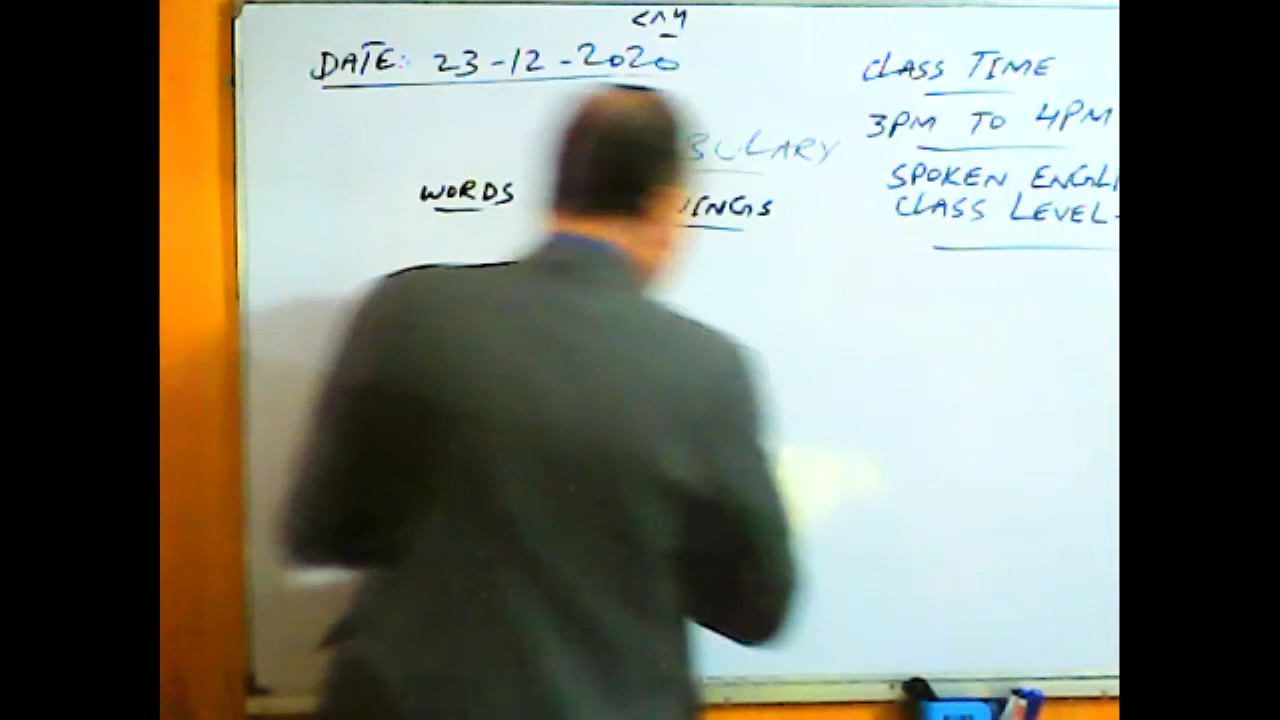 DATE: 23-12-2020
CLASS TIME
3PM TO 4PM
BULARY
SPOKEN ENGLI
WORDS
INGS
CLASS LEVEL-